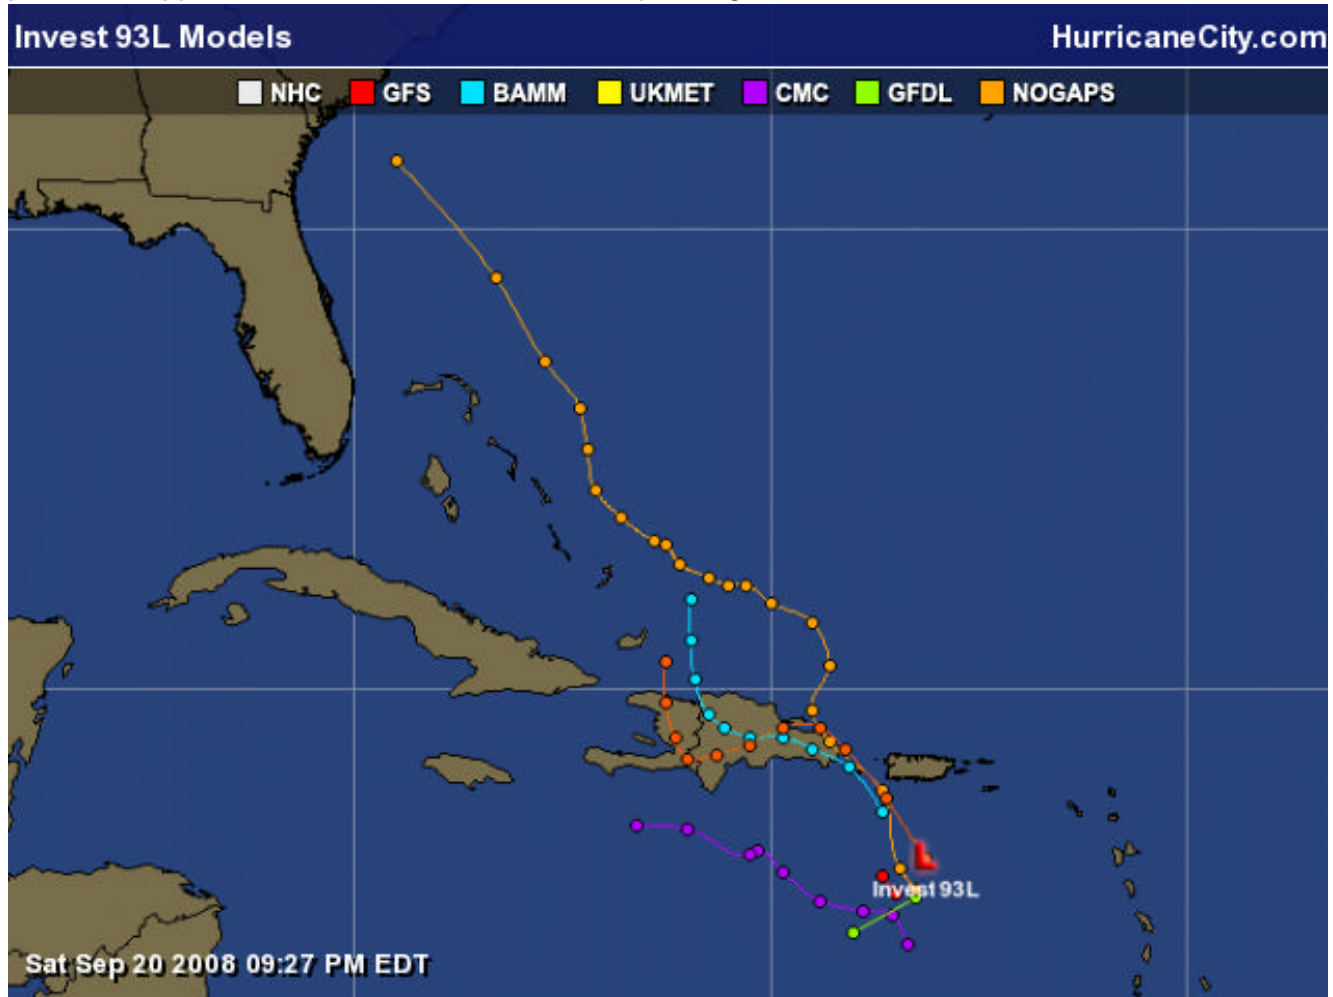 Invest 93L Models
HurricaneCity.com
NHC GFS BAMM UKMET CMC GFDL NOGAPS
L
Invest 93L
Sat Sep 20 2008 09:27 PM EDT